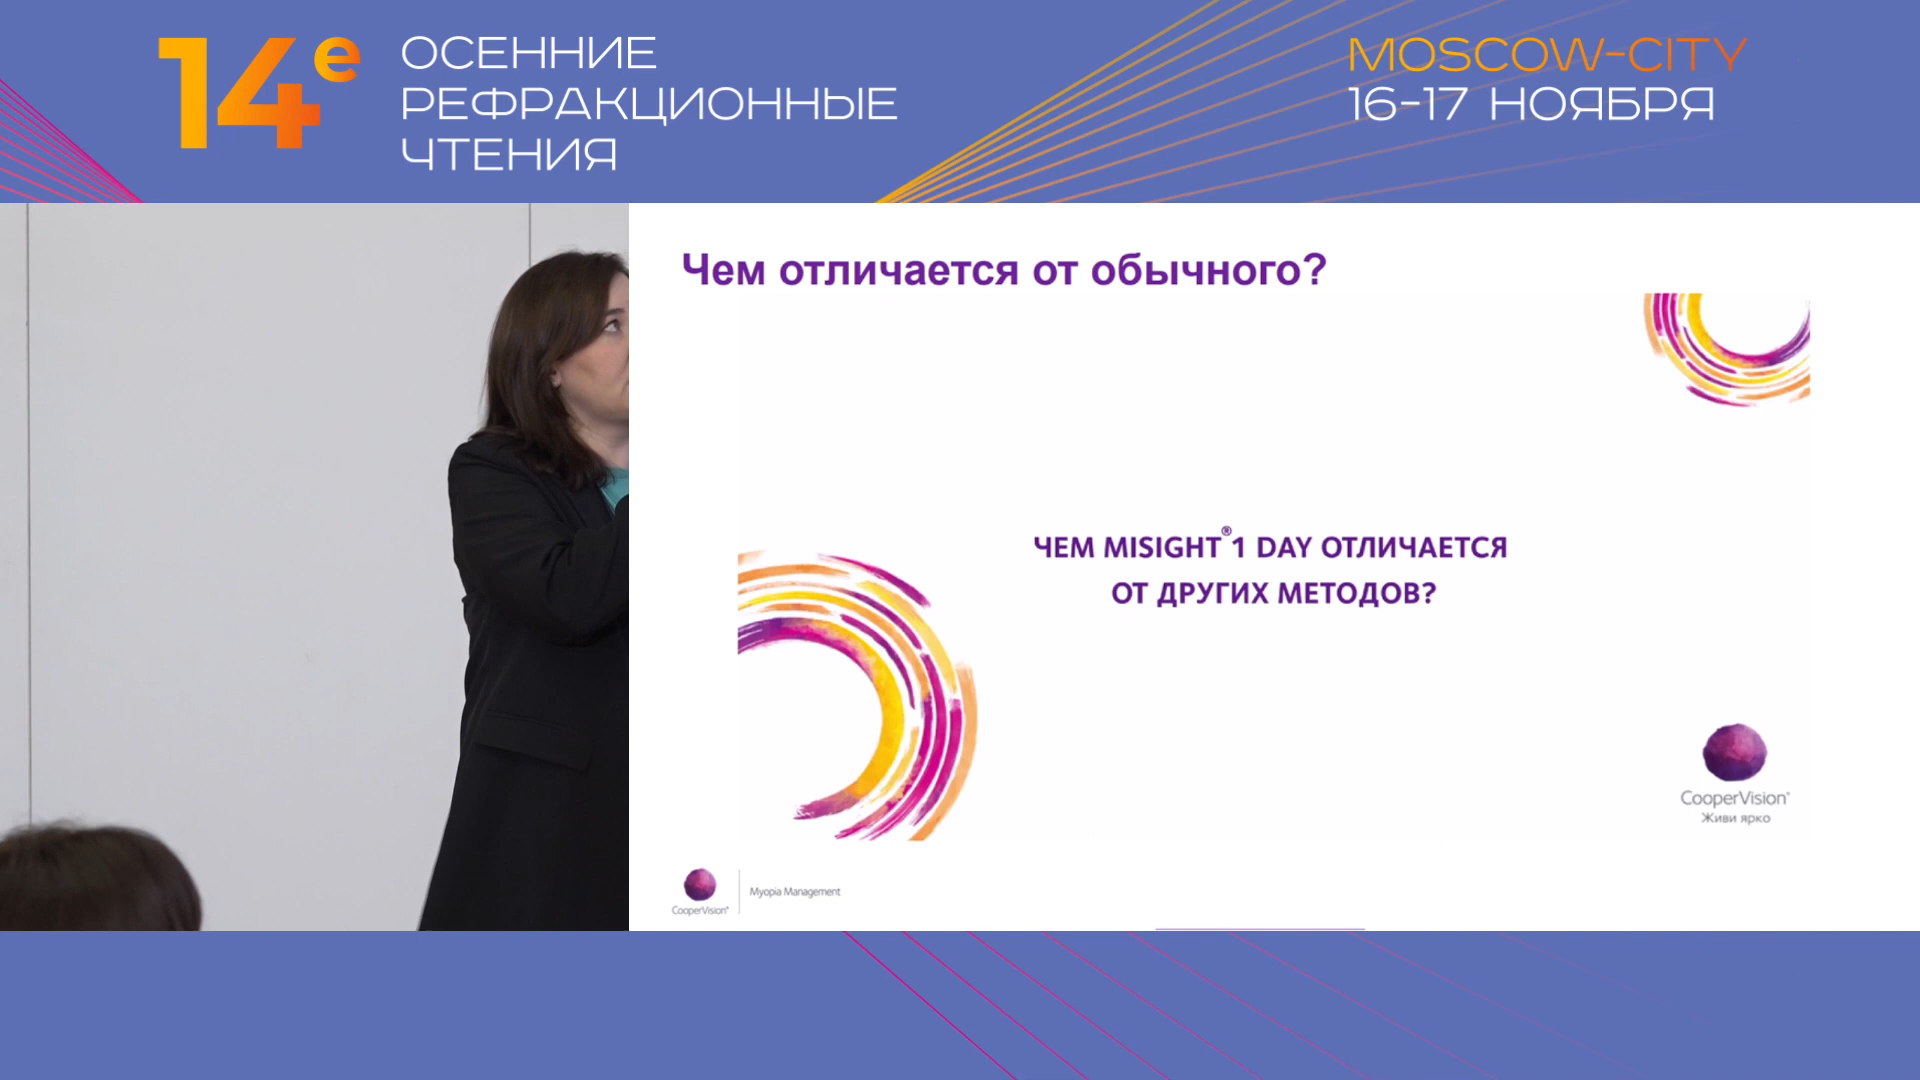 14е
ОСЕННИЕ
РЕФРАКЦИОННЫЕ
ЧТЕНИЯ
MOSCOW-CITY
16-17 НОЯБРЯ
Чем отличается от обычного?
ЧЕМ MISIGHT® 1 DAY ОТЛИЧАЕТСЯ
ОТ ДРУГИХ МЕТОДОВ?
CooperVision®
Живи ярко
CooperVision®
Myopia Management